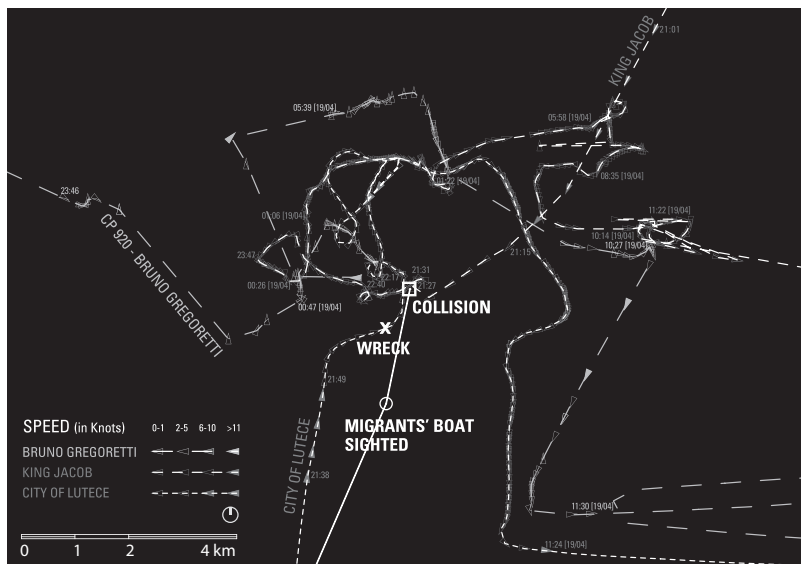 KING JACOB
21:01
05:39 [19/04]
05:58 [19/04]
01:22 [19/04]
08:35 [19/04]
23:46
CP 920 - BRUNO GREGORETTI
01:06 [19/04]
11:22 [19/04]
10:14 [19/04]
10:27 [19/04]
21:15
23:47
00:26 [19/04]
00:47 [19/04]
22:17
22:40
21:31
21:27
COLLISION
X
WRECK
21:49
MIGRANTS' BOAT
SIGHTED
CITY OF LUTECE
21:38
SPEED (in Knots) 0-1 2-5 6-10 >11
BRUNO GREGORETTI
KING JACOB
CITY OF LUTECE
0 1 2 4 km
11:30 [19/04]
11:24 [19/04]